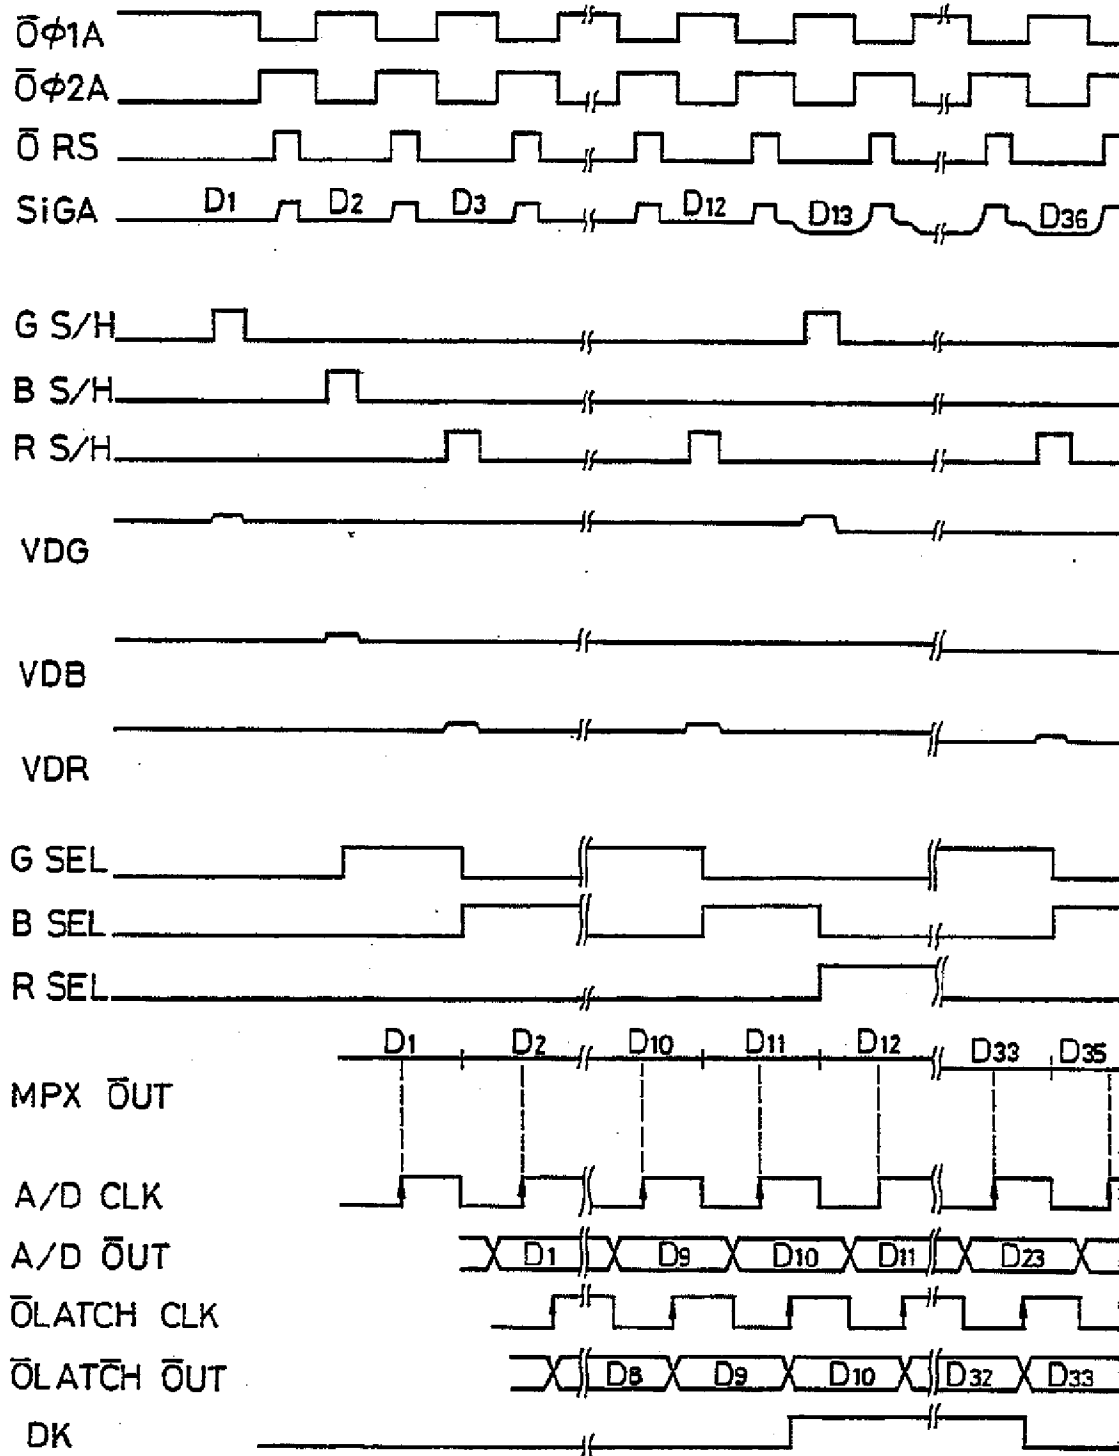 Ōϕ1A
Ōϕ2A
Ō RS
SiGA D1 D2 D3 D12 D13 D36
G S/H
B S/H
R S/H
VDG
VDB
VDR
G SEL
B SEL
R SEL
D1 D2 D10 D11 D12 D33 D35
MPX ŌUT
A/D CLK
A/D ŌUT D1 D9 D10 D11 D23
ŌLATCH CLK
ŌLATC̄H ŌUT D8 D9 D10 D32 D33
DK